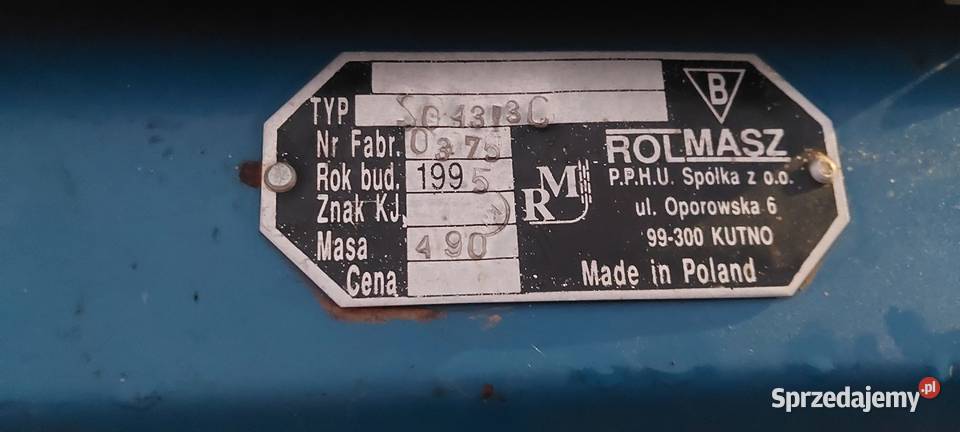 TYP
Nr Fabr. 0375
Rok bud. 1995
Znak KJ
Masa 490
Cena
B
ROLMASZ
P.P.H.U. Spółka z o.o.
ul. Oporowska 6
99-300 KUTNO
Made in Poland
RM
Sprzedajemy.pl